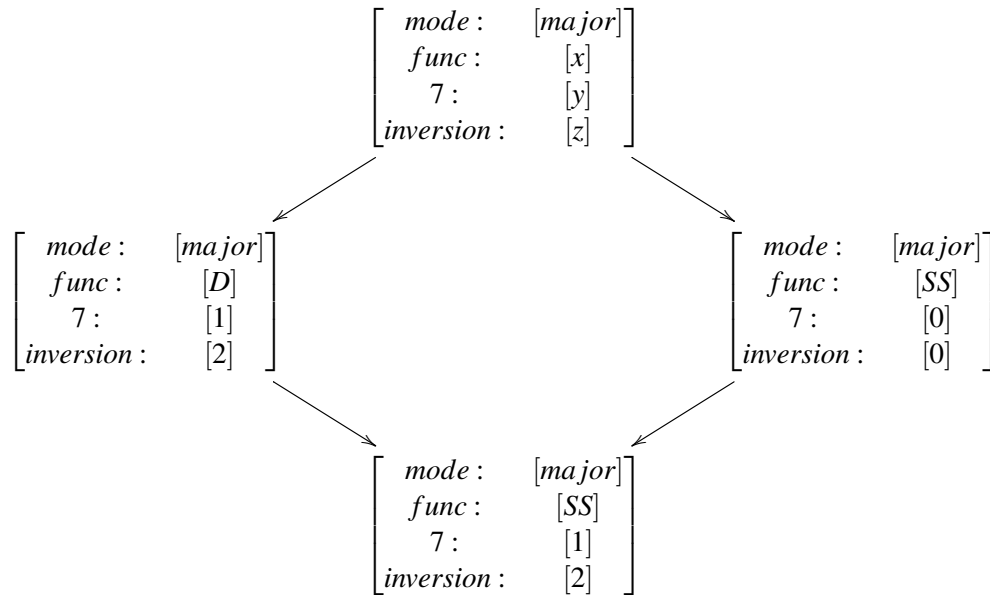 mode : [major]
func : [x]
7 : [y]
inversion : [z]
mode : [major]
func : [D]
7 : [1]
inversion : [2]
mode : [major]
func : [SS]
7 : [0]
inversion : [0]
mode : [major]
func : [SS]
7 : [1]
inversion : [2]